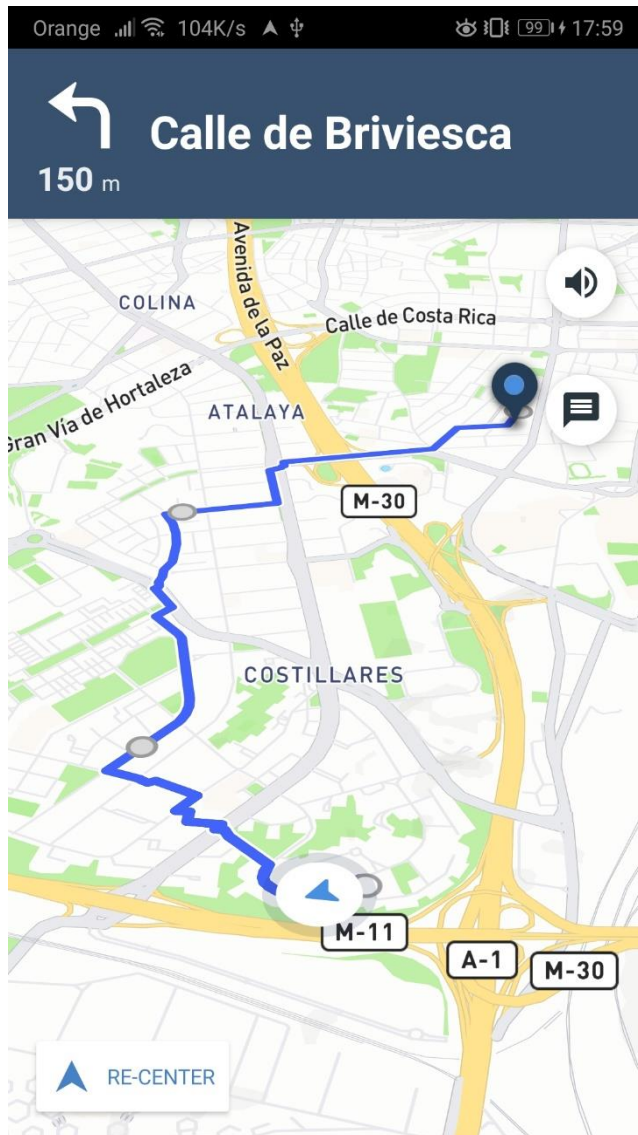 Orange 104K/s 99 17:59
Calle de Briviesca
150 m
Avenida de la Paz
COLINA
Calle de Costa Rica
Gran Vía de Hortaleza
ATALAYA
M-30
COSTILLARES
M-11
A-1
M-30
RE-CENTER